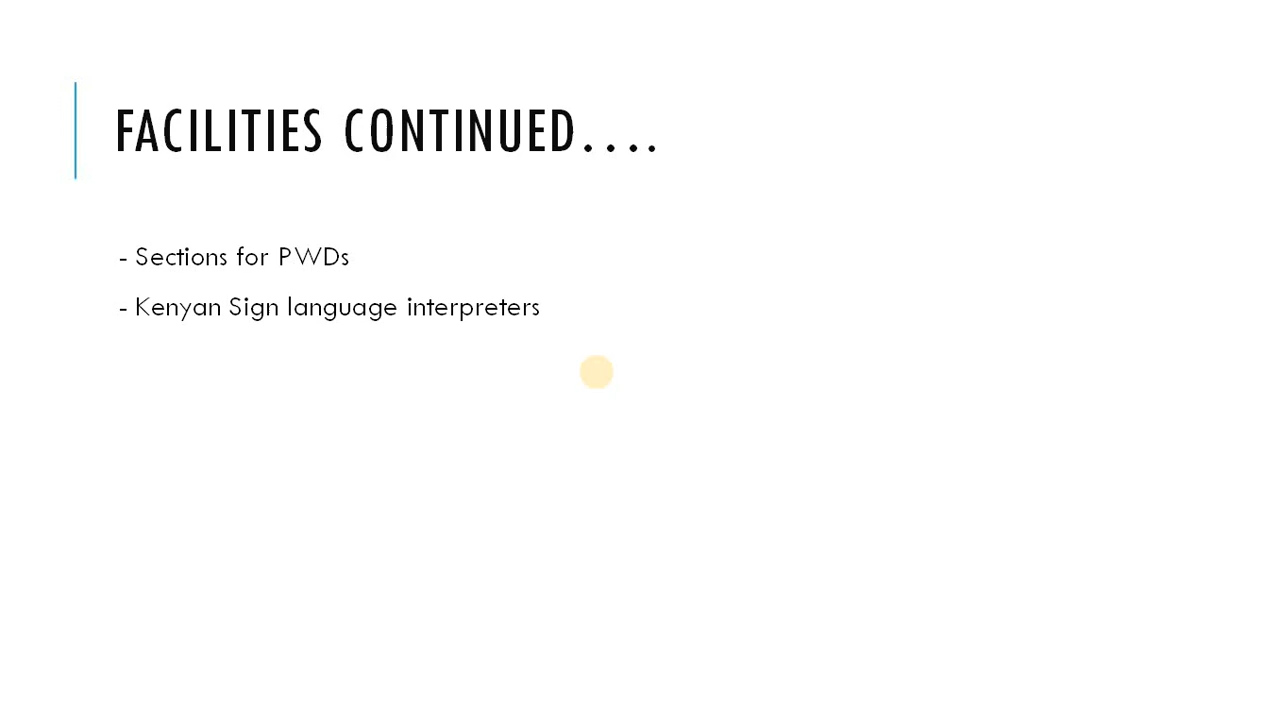 FACILITIES CONTINUED....
- Sections for PWDs
- Kenyan Sign language interpreters